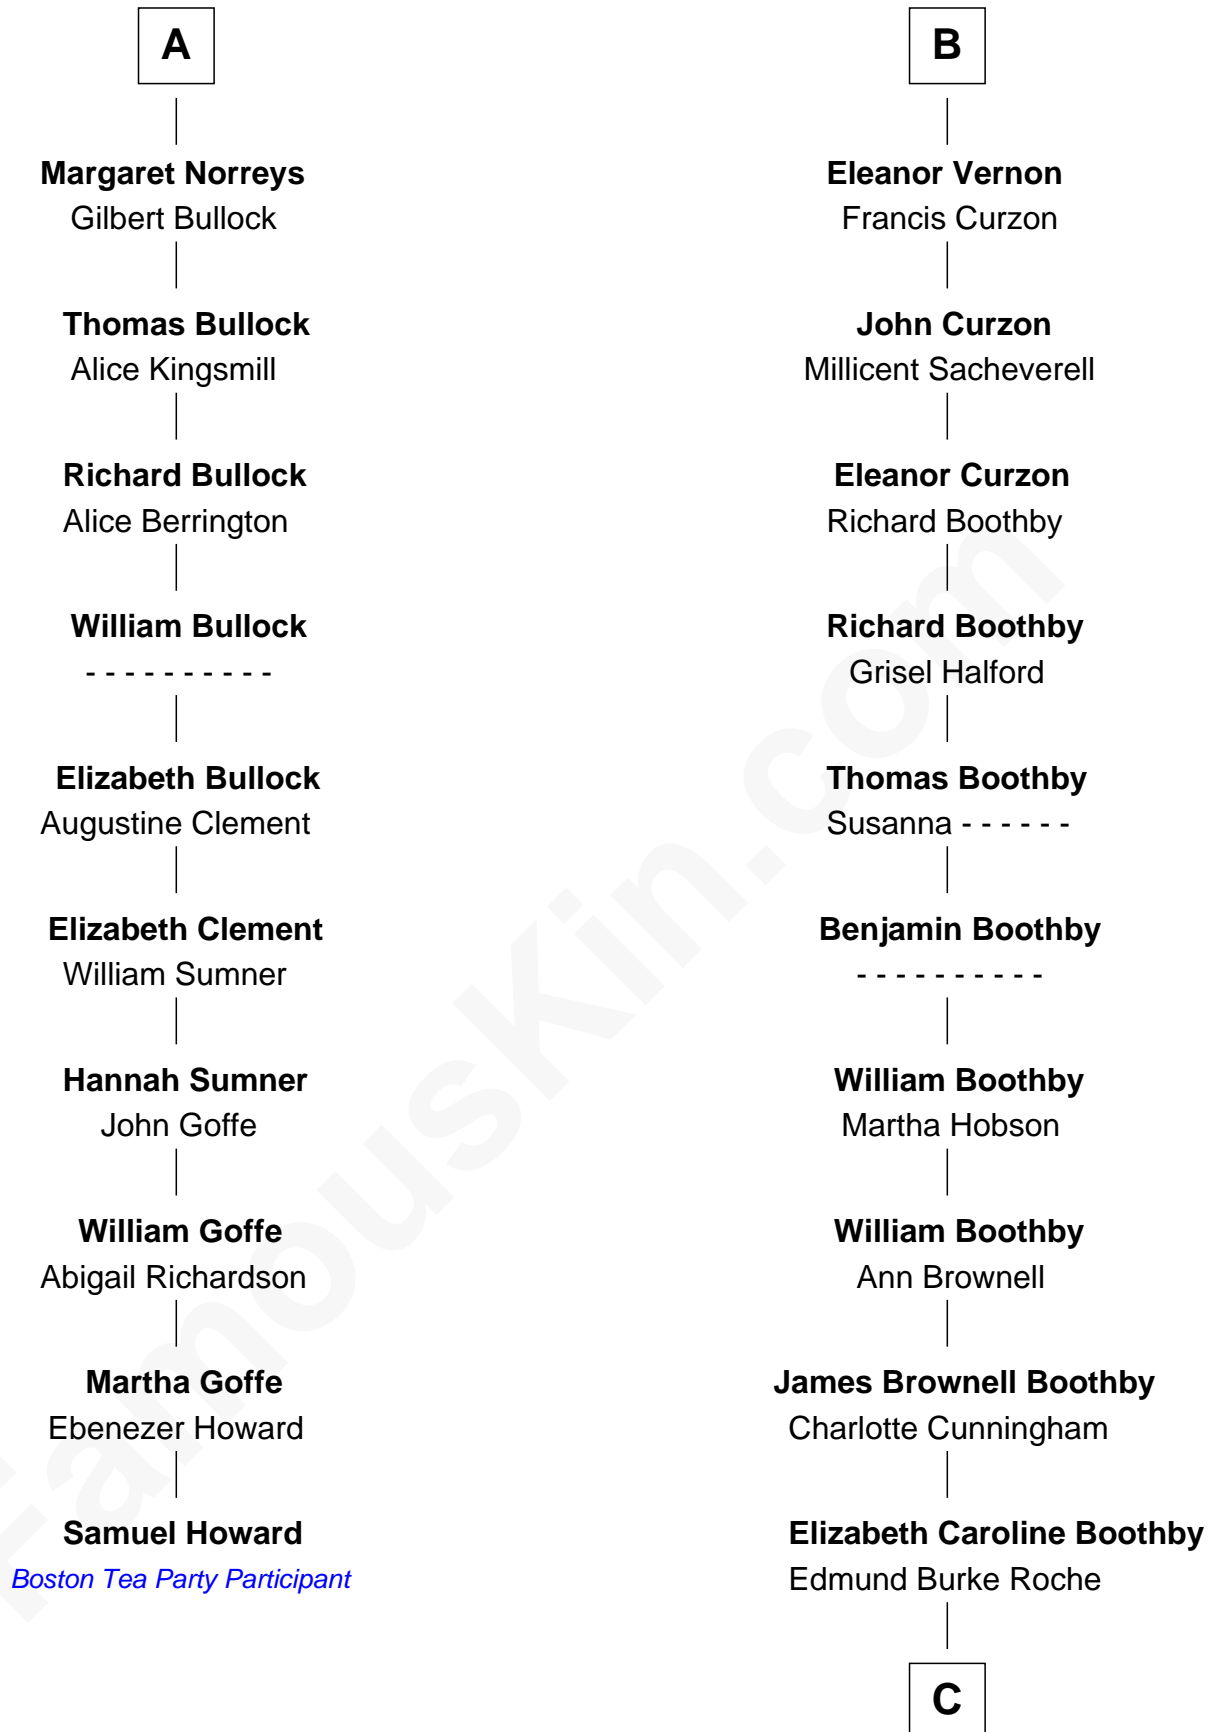 A
Margaret Norreys
Gilbert Bullock
Thomas Bullock
Alice Kingsmill
Richard Bullock
Alice Berrington
William Bullock
- - - - - - - - - -
Elizabeth Bullock
Augustine Clement
Elizabeth Clement
William Sumner
Hannah Sumner
John Goffe
William Goffe
Abigail Richardson
Martha Goffe
Ebenezer Howard
Samuel Howard
Boston Tea Party Participant
B
Eleanor Vernon
Francis Curzon
John Curzon
Millicent Sacheverell
Eleanor Curzon
Richard Boothby
Richard Boothby
Grisel Halford
Thomas Boothby
Susanna - - - - - -
Benjamin Boothby
- - - - - - - - - -
William Boothby
Martha Hobson
William Boothby
Ann Brownell
James Brownell Boothby
Charlotte Cunningham
Elizabeth Caroline Boothby
Edmund Burke Roche
C
FamousKin.com